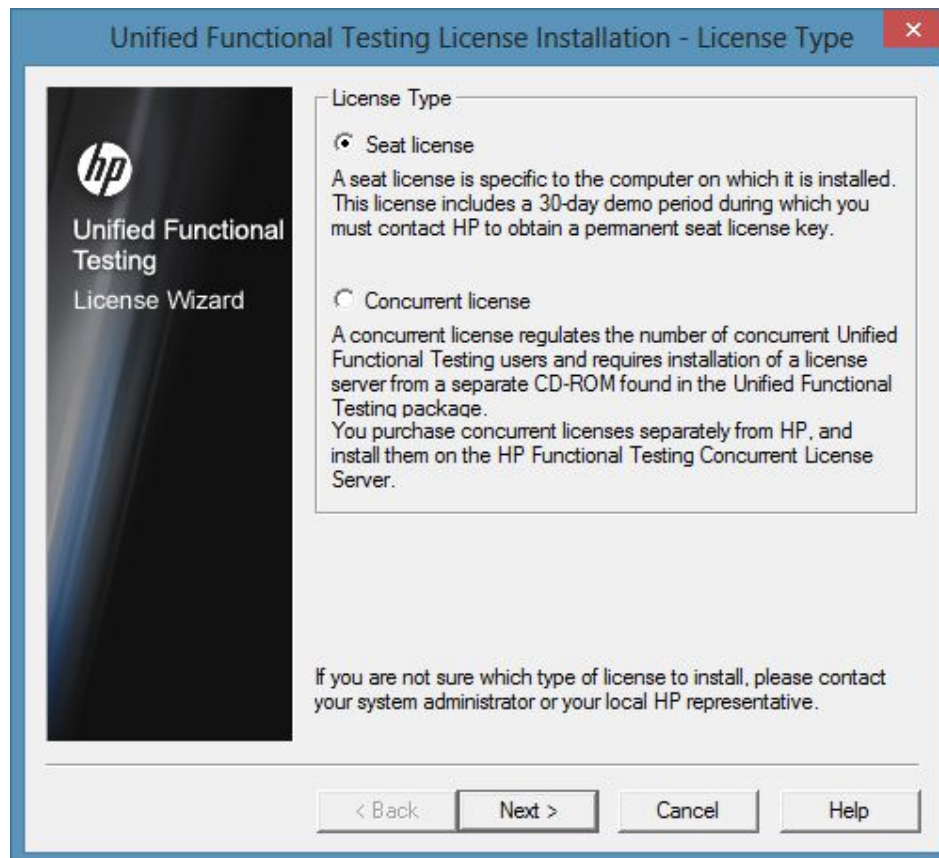 Unified Functional Testing License Installation - License Type
hp
Unified Functional
Testing
License Wizard
License Type
Seat license
A seat license is specific to the computer on which it is installed.
This license includes a 30-day demo period during which you
must contact HP to obtain a permanent seat license key.
Concurrent license
A concurrent license regulates the number of concurrent Unified
Functional Testing users and requires installation of a license
server from a separate CD-ROM found in the Unified Functional
Testing package.
You purchase concurrent licenses separately from HP, and
install them on the HP Functional Testing Concurrent License
Server.
If you are not sure which type of license to install, please contact
your system administrator or your local HP representative.
< Back Next > Cancel Help